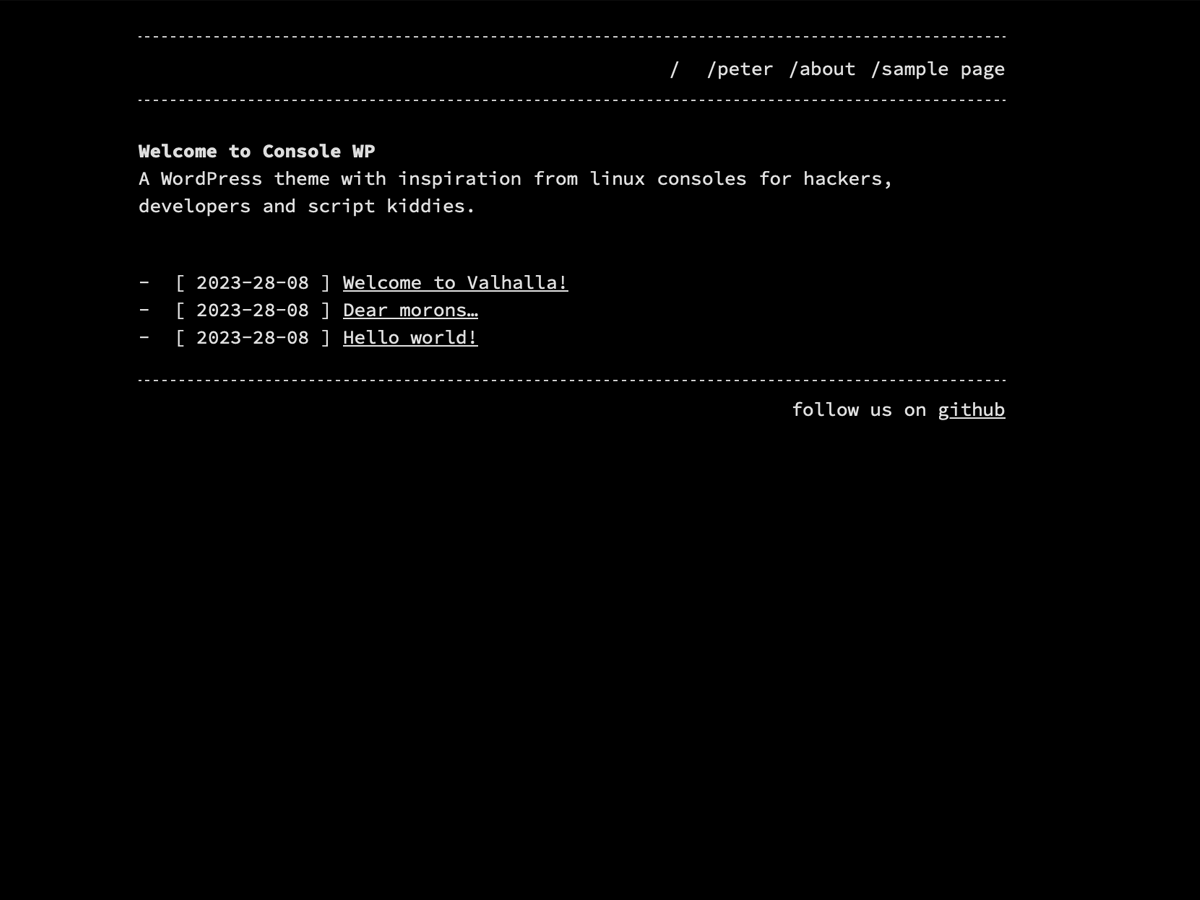 / /peter /about /sample page
Welcome to Console WP
A WordPress theme with inspiration from linux consoles for hackers,
developers and script kiddies.
- [ 2023-28-08 ] Welcome to Valhalla!
- [ 2023-28-08 ] Dear morons…
- [ 2023-28-08 ] Hello world!
follow us on github